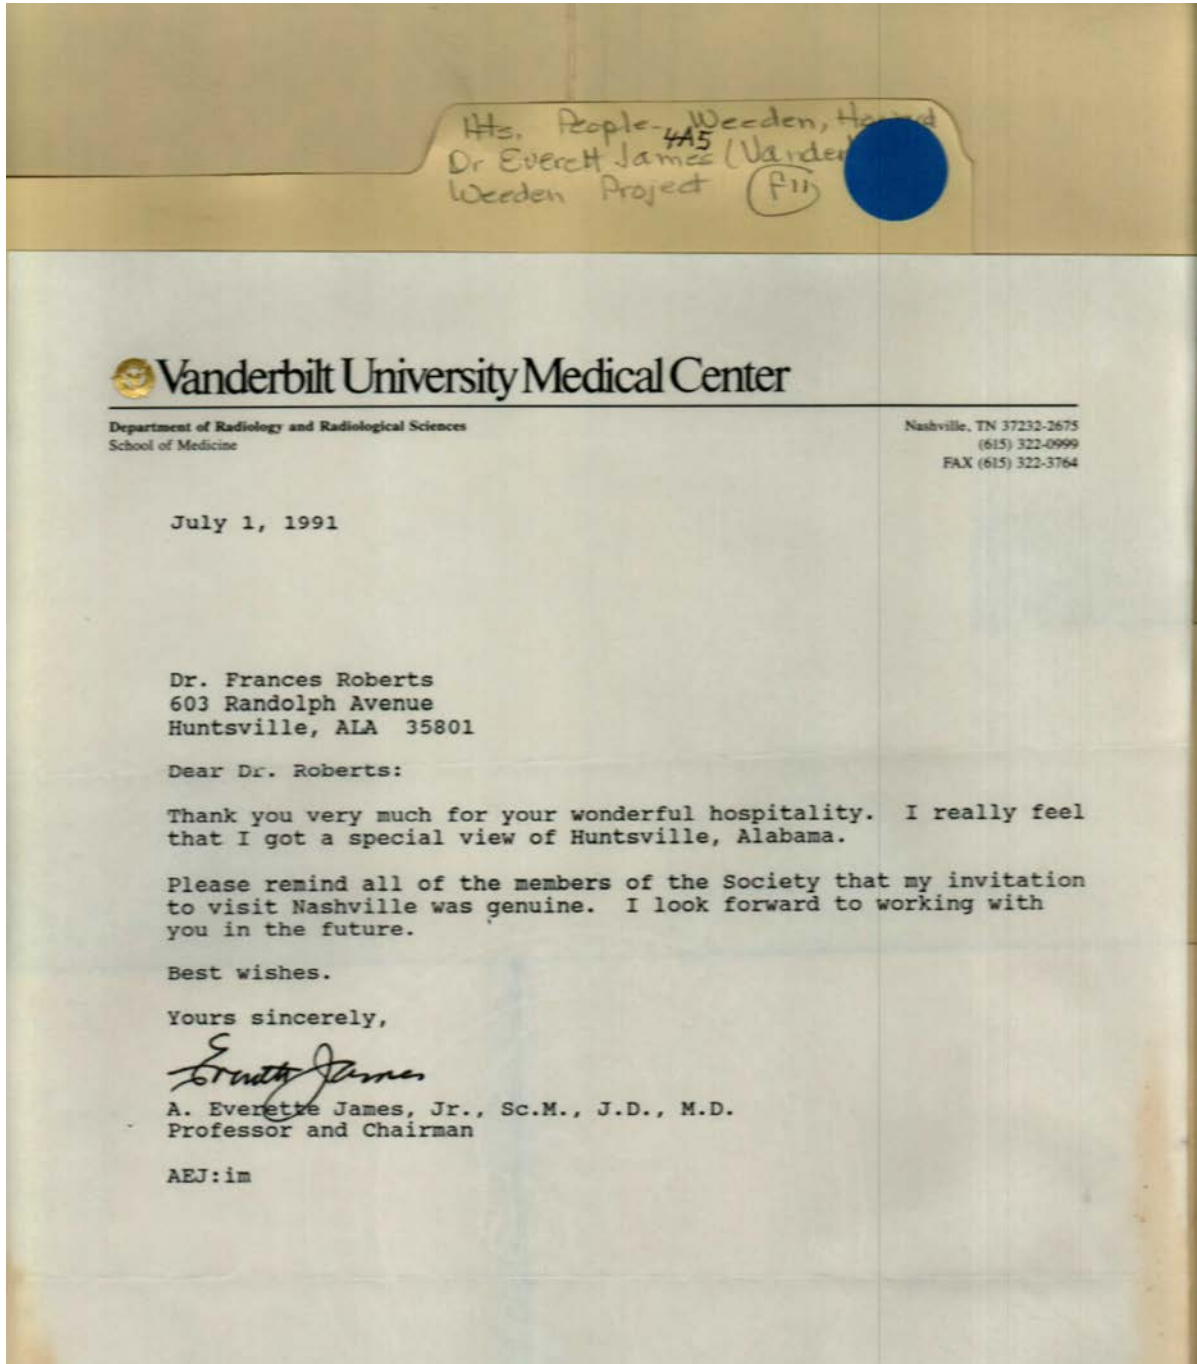 Hts. People- Weeden,
4A5
Dr Everett James (Vander
Weeden Project F11
Vanderbilt University Medical Center
Department of Radiology and Radiological Sciences
School of Medicine
Nashville, TN 37232-2675
(615) 322-0999
FAX (615) 322-3764
July 1, 1991
Dr. Frances Roberts
603 Randolph Avenue
Huntsville, ALA 35801
Dear Dr. Roberts:
Thank you very much for your wonderful hospitality. I really feel
that I got a special view of Huntsville, Alabama.
Please remind all of the members of the Society that my invitation
to visit Nashville was genuine. I look forward to working with
you in the future.
Best wishes.
Yours sincerely,
Everette James
A. Everette James, Jr., Sc.M., J.D., M.D.
Professor and Chairman
AEJ:im